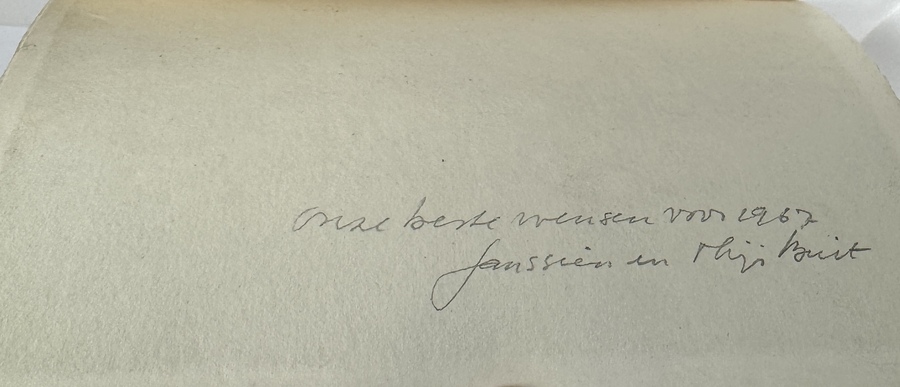 onze beste wensen voor 1967
Janssien en Thijs Buit